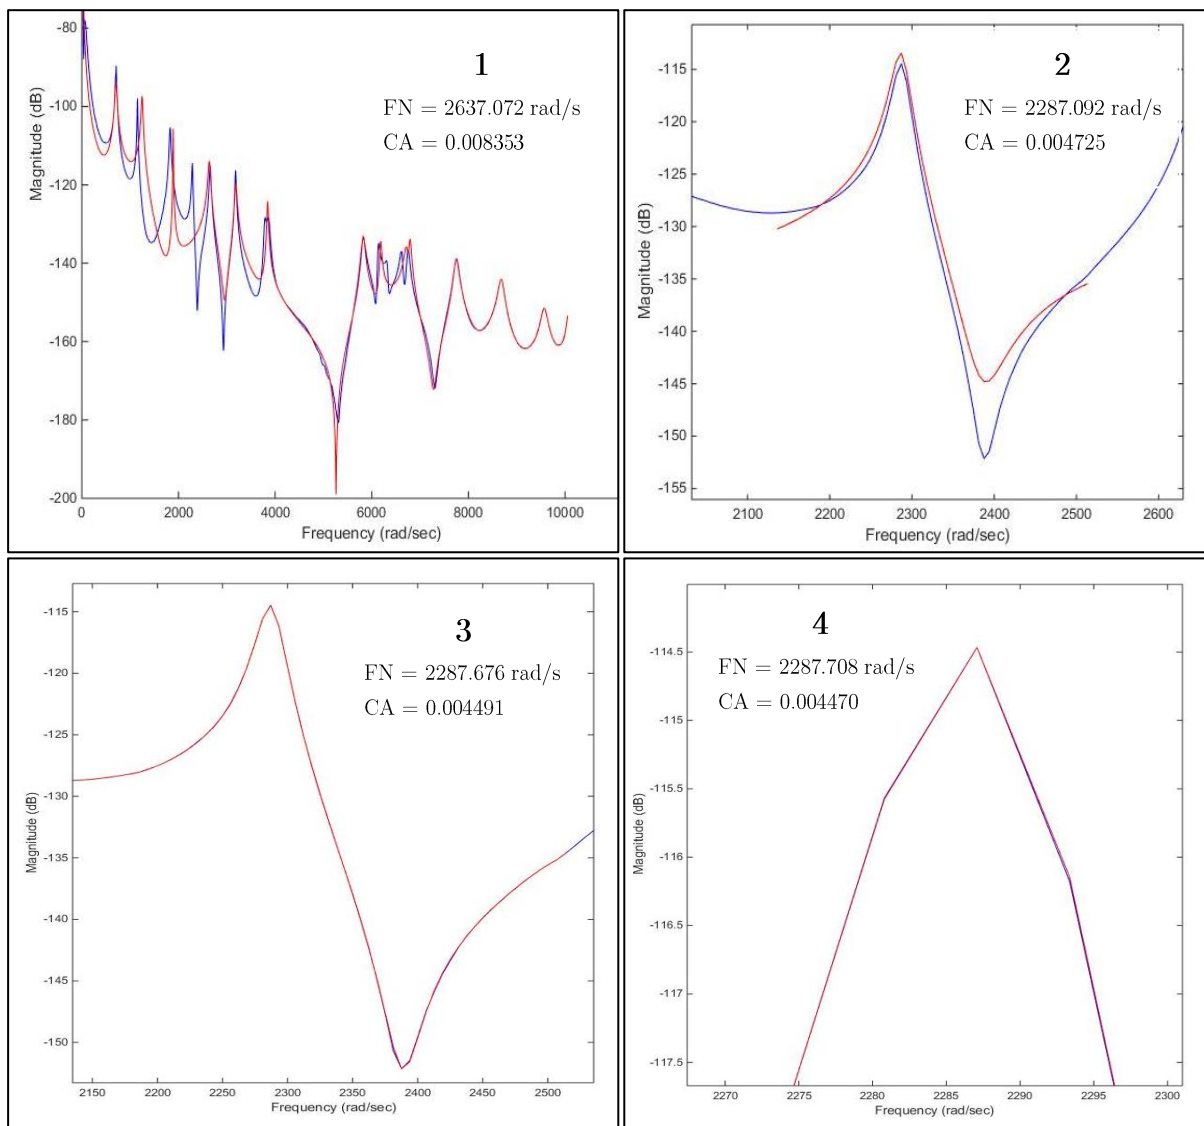 1
FN = 2637.072 rad/s
CA = 0.008353
Magnitude (dB)
-80
-100
-120
-140
-160
-180
-200
0 2000 4000 6000 8000 10000
Frequency (rad/sec)
2
FN = 2287.092 rad/s
CA = 0.004725
Magnitude (dB)
-115
-120
-125
-130
-135
-140
-145
-150
-155
2100 2200 2300 2400 2500 2600
Frequency (rad/sec)
3
FN = 2287.676 rad/s
CA = 0.004491
Magnitude (dB)
-115
-120
-125
-130
-135
-140
-145
-150
2150 2200 2250 2300 2350 2400 2450 2500
Frequency (rad/sec)
4
FN = 2287.708 rad/s
CA = 0.004470
Magnitude (dB)
-114.5
-115
-115.5
-116
-116.5
-117
-117.5
2270 2275 2280 2285 2290 2295 2300
Frequency (rad/sec)